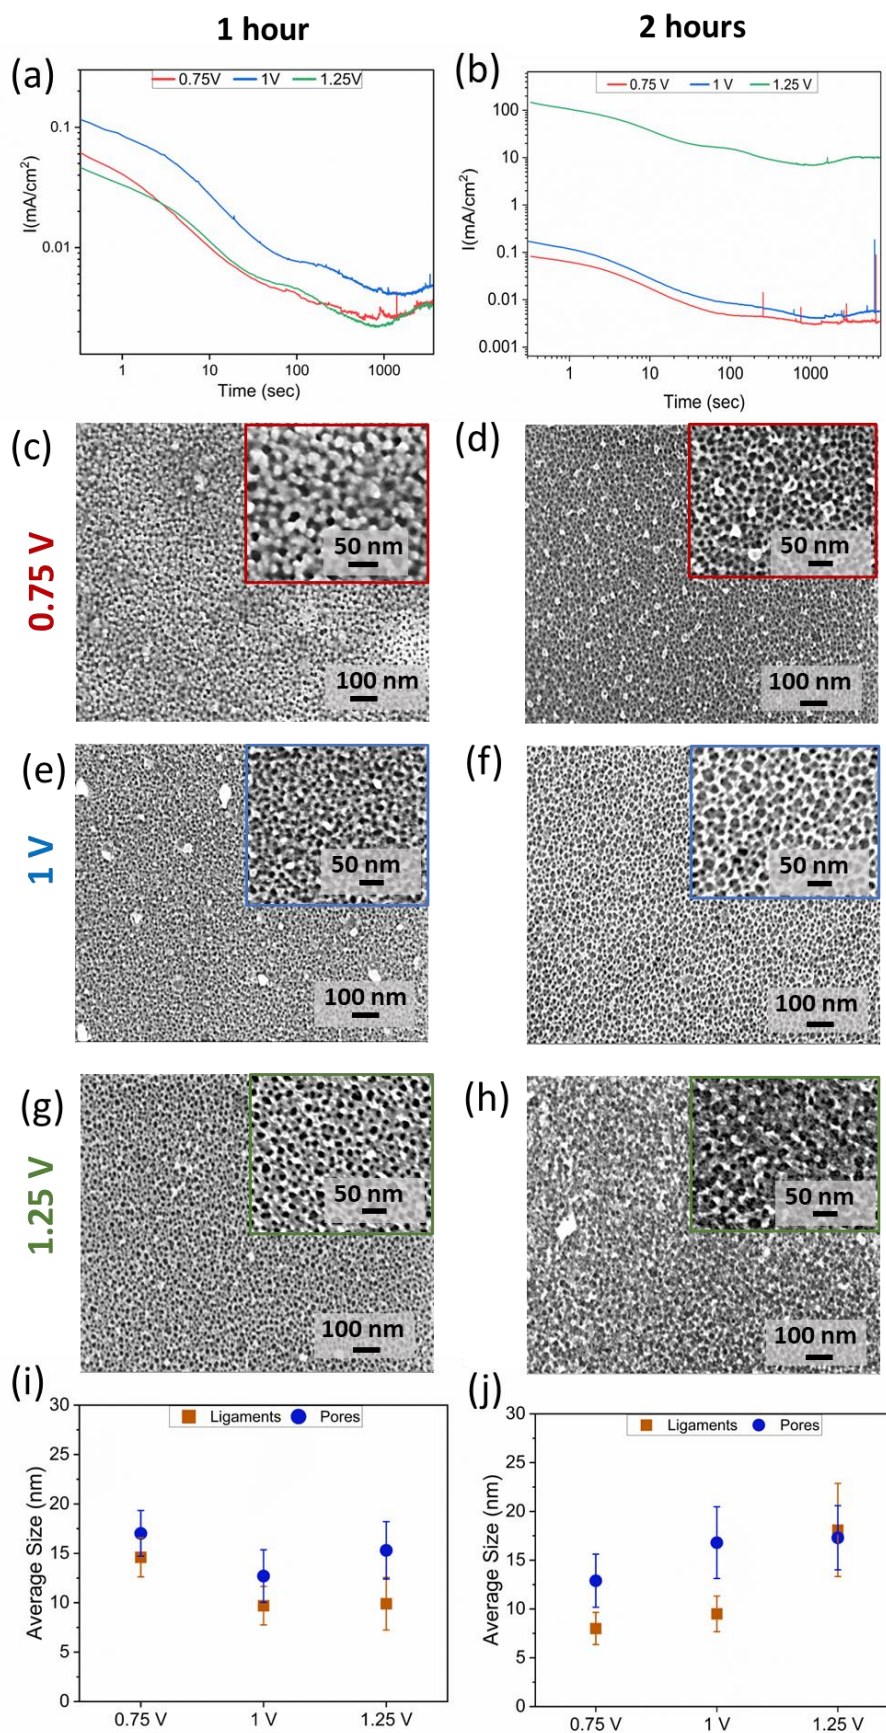 1 hour
2 hours
(a)
0.75V 1V 1.25V
I(mA/cm²)
0.1
0.01
1 10 100 1000
Time (sec)
(b)
0.75 V 1 V 1.25 V
I(mA/cm²)
100
10
1
0.1
0.01
0.001
1 10 100 1000
Time (sec)
0.75 V
(c)
50 nm
100 nm
(d)
50 nm
100 nm
1 V
(e)
50 nm
100 nm
(f)
50 nm
100 nm
1.25 V
(g)
50 nm
100 nm
(h)
50 nm
100 nm
(i)
Ligaments Pores
Average Size (nm)
30
25
20
15
10
5
0
0.75 V 1 V 1.25 V
(j)
Ligaments Pores
Average Size (nm)
30
25
20
15
10
5
0
0.75 V 1 V 1.25 V